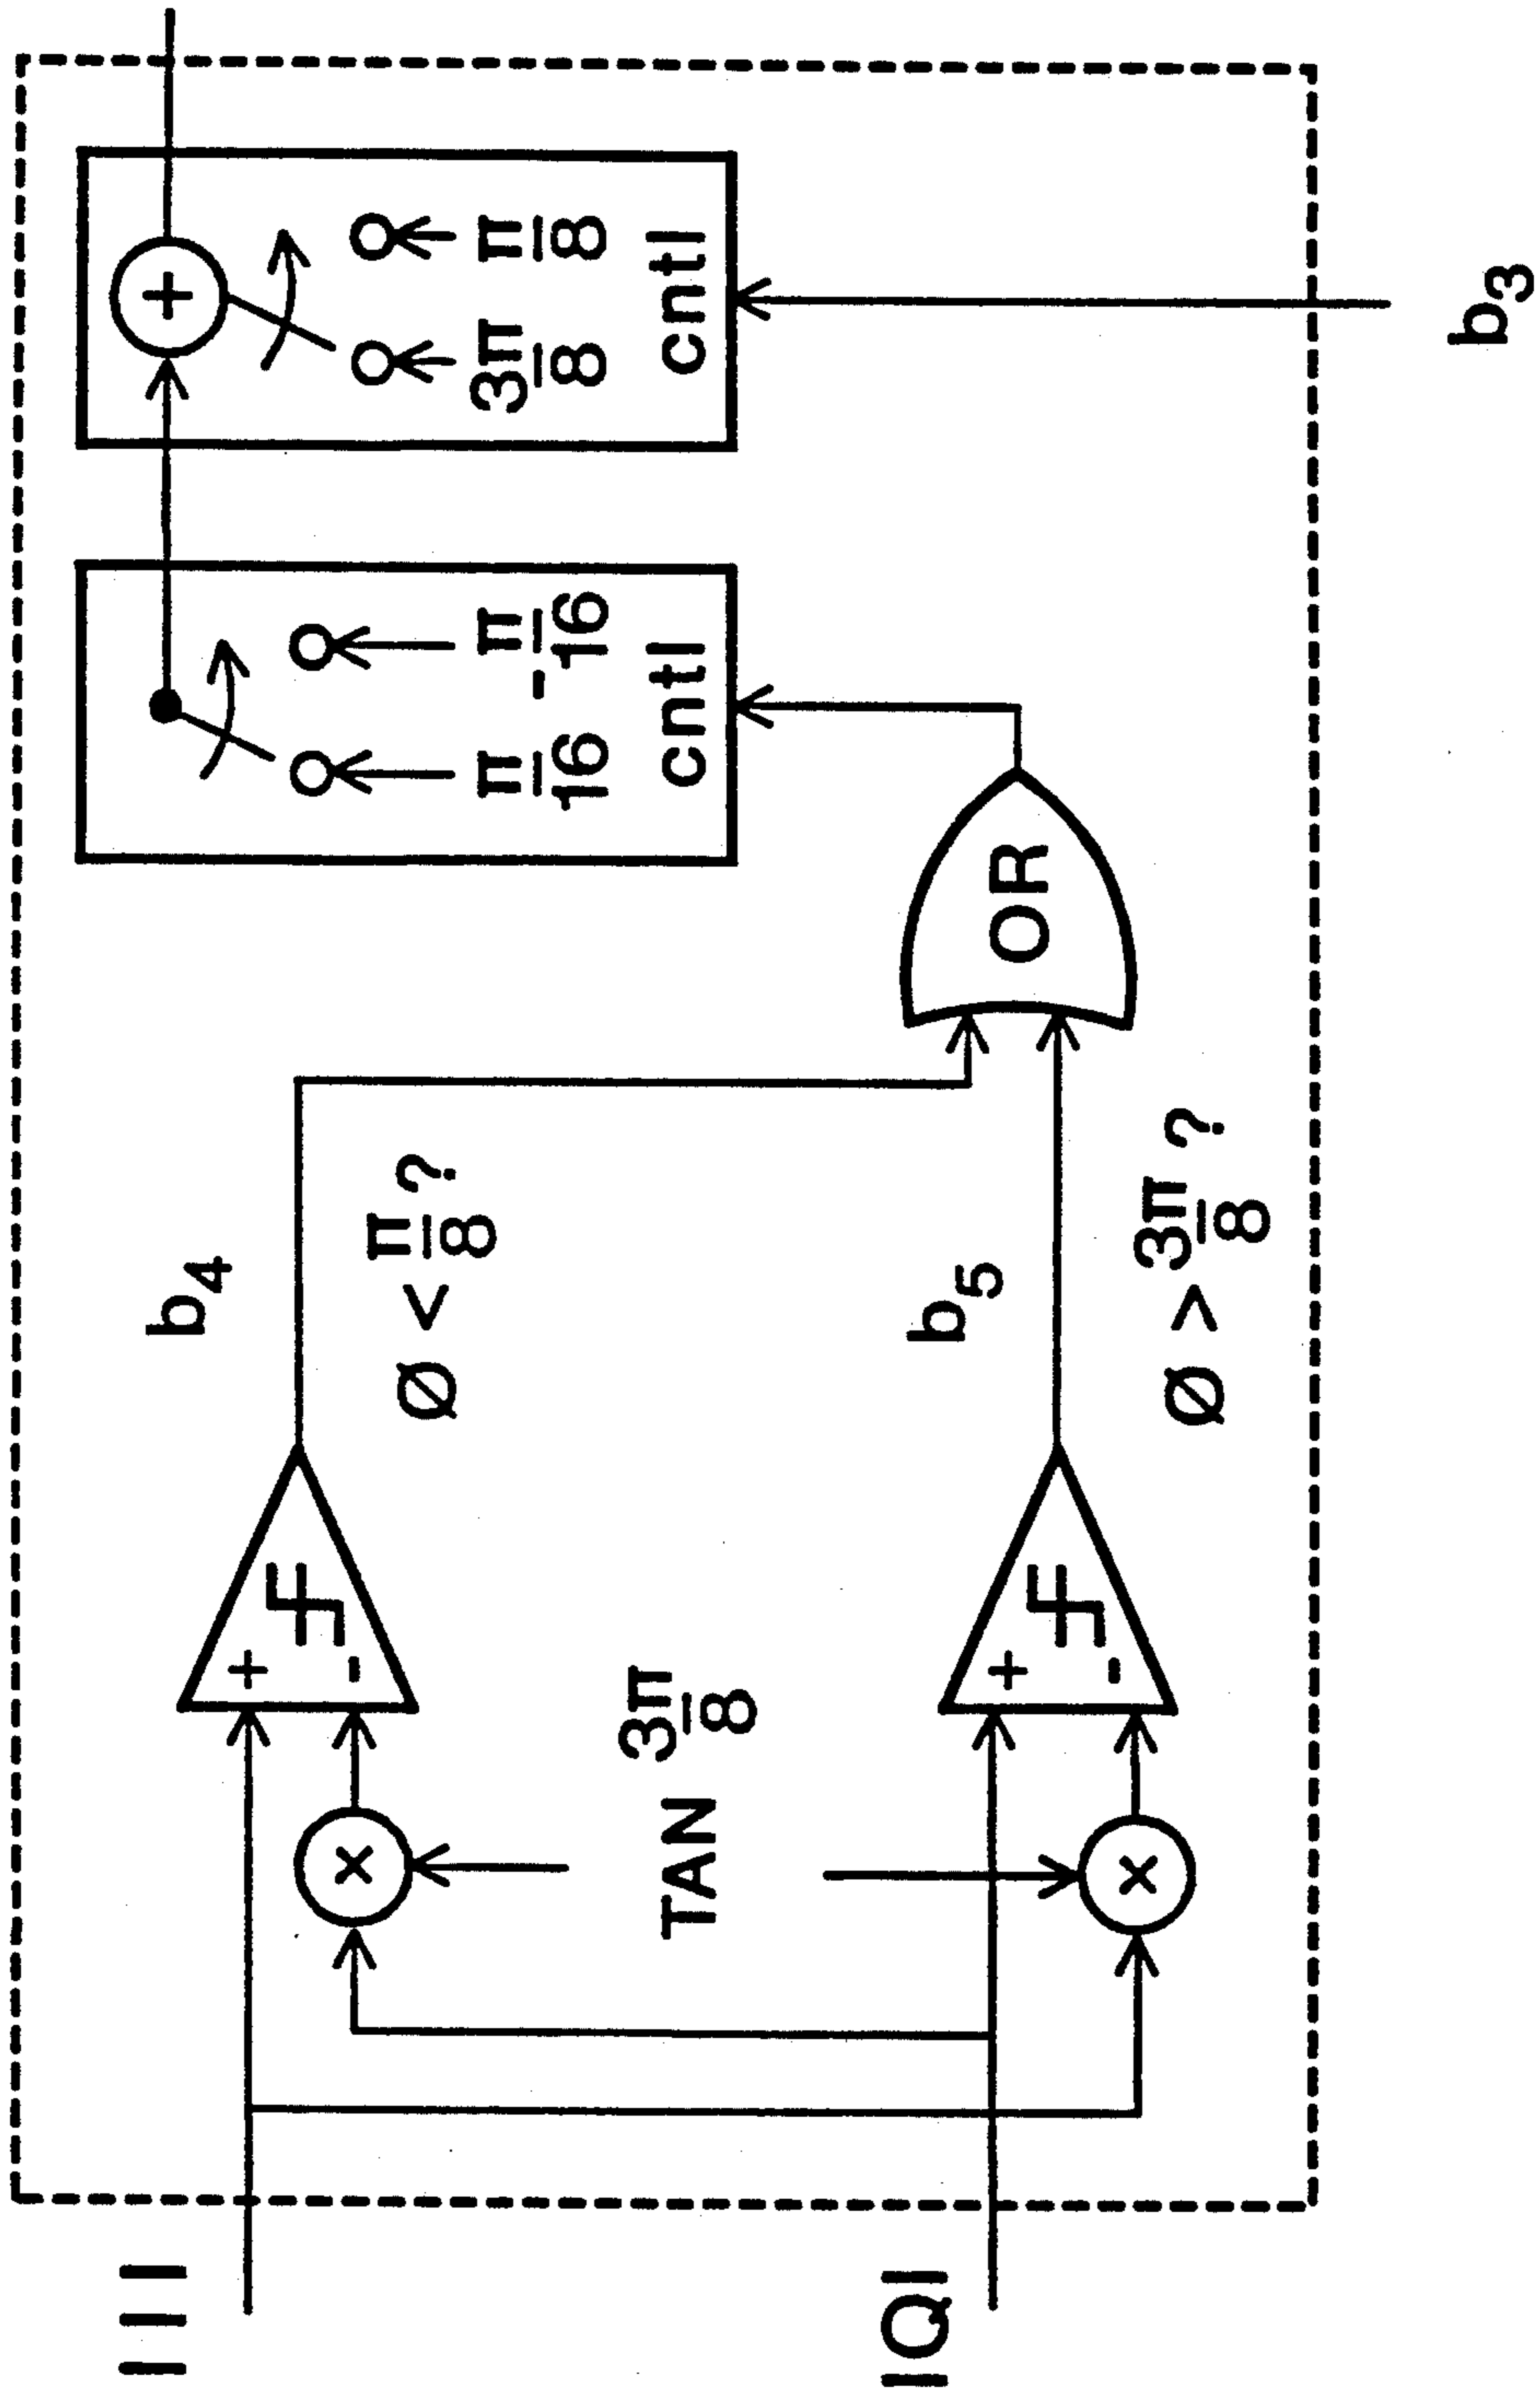 | I |
|Q|
TAN 3π/8
+
-
×
+
-
×
b4
Ø < π/8 ?
b5
Ø > 3π/8 ?
OR
π/16
-π/16
cntl
+
3π/8
π/8
cntl
b3